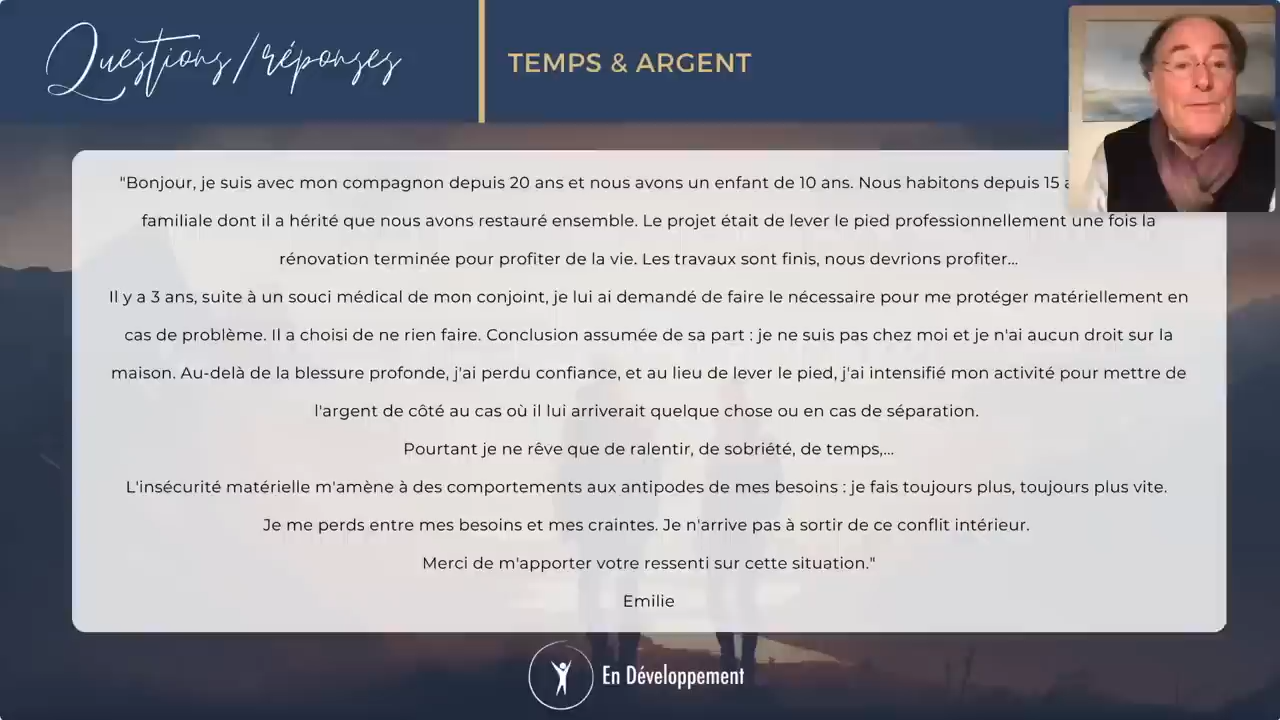 Questions/réponses
TEMPS & ARGENT
"Bonjour, je suis avec mon compagnon depuis 20 ans et nous avons un enfant de 10 ans. Nous habitons depuis 15
familiale dont il a hérité que nous avons restauré ensemble. Le projet était de lever le pied professionnellement une fois la
rénovation terminée pour profiter de la vie. Les travaux sont finis, nous devrions profiter...
Il y a 3 ans, suite à un souci médical de mon conjoint, je lui ai demandé de faire le nécessaire pour me protéger matériellement en
cas de problème. Il a choisi de ne rien faire. Conclusion assumée de sa part : je ne suis pas chez moi et je n'ai aucun droit sur la
maison. Au-delà de la blessure profonde, j'ai perdu confiance, et au lieu de lever le pied, j'ai intensifié mon activité pour mettre de
l'argent de côté au cas où il lui arriverait quelque chose ou en cas de séparation.
Pourtant je ne rêve que de ralentir, de sobriété, de temps,...
L'insécurité matérielle m'amène à des comportements aux antipodes de mes besoins : je fais toujours plus, toujours plus vite.
Je me perds entre mes besoins et mes craintes. Je n'arrive pas à sortir de ce conflit intérieur.
Merci de m'apporter votre ressenti sur cette situation."
Emilie
En Développement